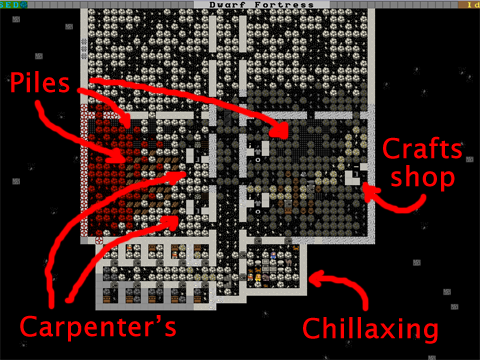 Dwarf Fortress
Piles
Crafts
shop
Carpenter's
Chillaxing